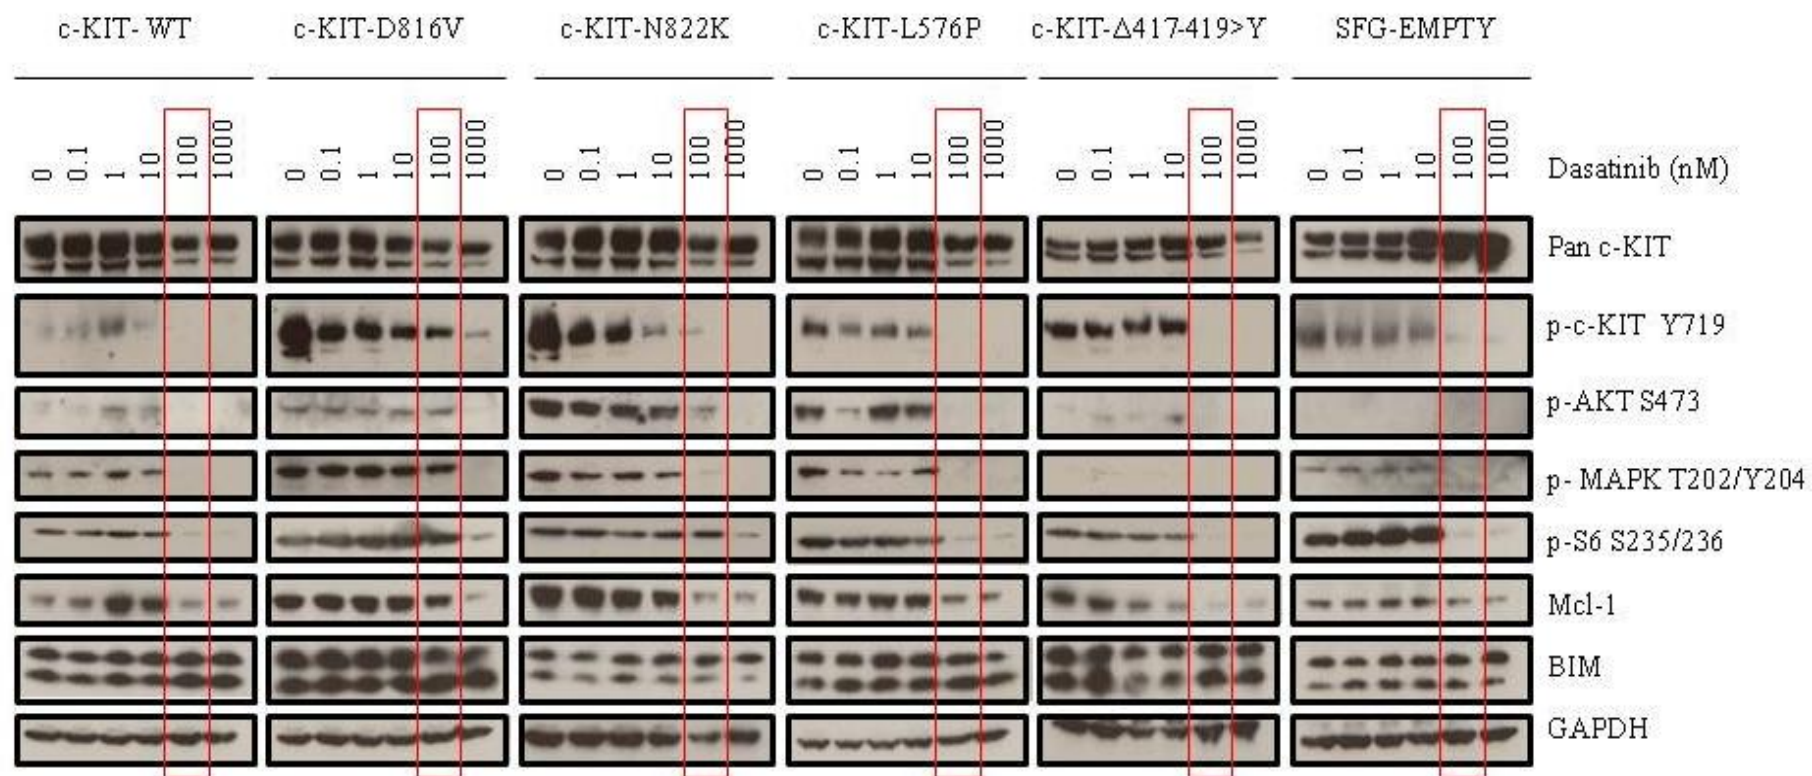 c-KIT- WT c-KIT-D816V c-KIT-N822K c-KIT-L576P c-KIT-Δ417-419>Y SFG-EMPTY
0 0.1 1 10 100 1000 0 0.1 1 10 100 1000 0 0.1 1 10 100 1000 0 0.1 1 10 100 1000 0 0.1 1 10 100 1000 0 0.1 1 10 100 1000 Dasatinib (nM)
Pan c-KIT
p-c-KIT Y719
p-AKT S473
p- MAPK T202/Y204
p-S6 S235/236
Mcl-1
BIM
GAPDH